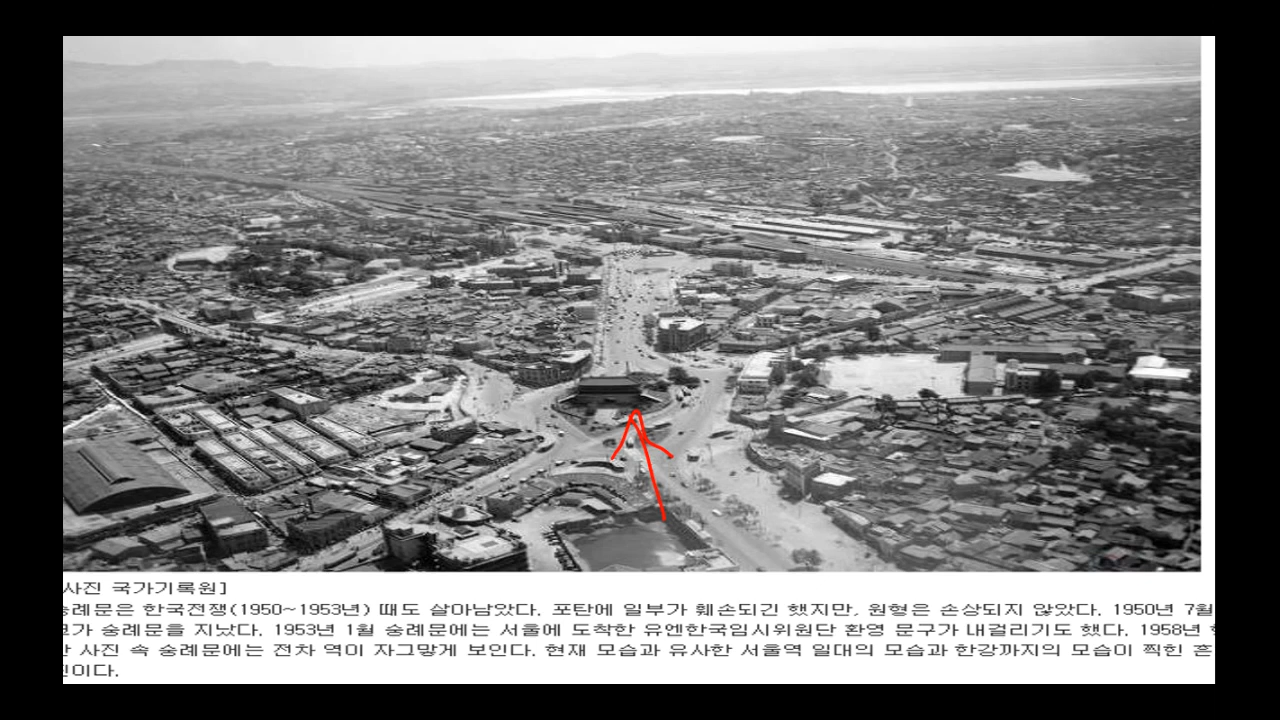 사진 국가기록원]
숭례문은 한국전쟁(1950~1953년) 때도 살아남았다. 포탄에 일부가 훼손되긴 했지만, 원형은 손상되지 않았다. 1950년 7월
가 숭례문을 지났다. 1953년 1월 숭례문에는 서울에 도착한 유엔한국임시위원단 환영 문구가 내걸리기도 했다. 1958년
사진 속 숭례문에는 전차 역이 자그맣게 보인다. 현재 모습과 유사한 서울역 일대의 모습과 한강까지의 모습이 찍힌 흔
이다.